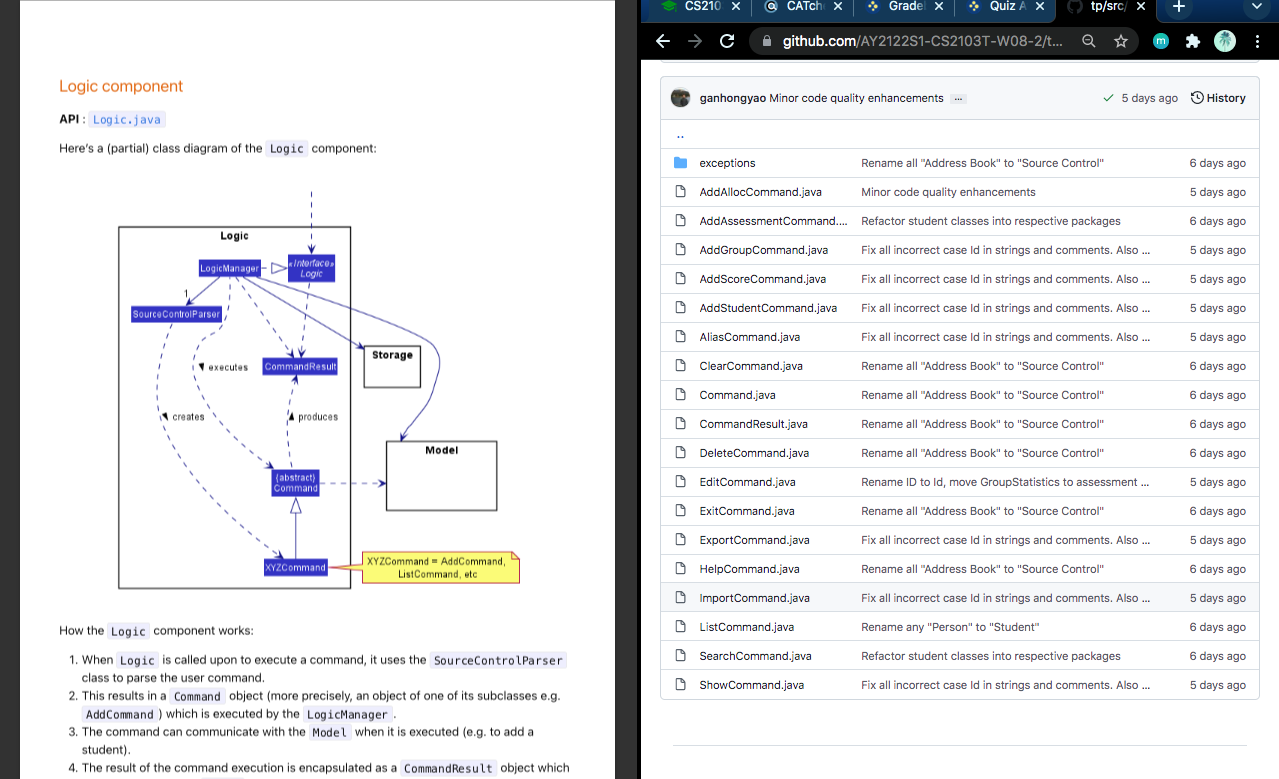 Logic component
API : Logic.java
Here's a (partial) class diagram of the Logic component:
Logic
LogicManager
«Interface»
Logic
1
SourceControlParser
Storage
executes
CommandResult
creates
produces
Model
{abstract}
Command
XYZCommand
XYZCommand = AddCommand,
ListCommand, etc
How the Logic component works:
1. When Logic is called upon to execute a command, it uses the SourceControlParser
class to parse the user command.
2. This results in a Command object (more precisely, an object of one of its subclasses e.g.
AddCommand ) which is executed by the LogicManager .
3. The command can communicate with the Model when it is executed (e.g. to add a
student).
4. The result of the command execution is encapsulated as a CommandResult object which
CS210 CATch Grade Quiz A tp/src/
github.com/AY2122S1-CS2103T-W08-2/t...
m
ganhongyao Minor code quality enhancements ... 5 days ago History
..
exceptions Rename all "Address Book" to "Source Control" 6 days ago
AddAllocCommand.java Minor code quality enhancements 5 days ago
AddAssessmentCommand.... Refactor student classes into respective packages 6 days ago
AddGroupCommand.java Fix all incorrect case Id in strings and comments. Also ... 5 days ago
AddScoreCommand.java Fix all incorrect case Id in strings and comments. Also ... 5 days ago
AddStudentCommand.java Fix all incorrect case Id in strings and comments. Also ... 5 days ago
AliasCommand.java Fix all incorrect case Id in strings and comments. Also ... 5 days ago
ClearCommand.java Rename all "Address Book" to "Source Control" 6 days ago
Command.java Rename all "Address Book" to "Source Control" 6 days ago
CommandResult.java Rename all "Address Book" to "Source Control" 6 days ago
DeleteCommand.java Rename all "Address Book" to "Source Control" 6 days ago
EditCommand.java Rename ID to Id, move GroupStatistics to assessment ... 5 days ago
ExitCommand.java Rename all "Address Book" to "Source Control" 6 days ago
ExportCommand.java Fix all incorrect case Id in strings and comments. Also ... 5 days ago
HelpCommand.java Rename all "Address Book" to "Source Control" 6 days ago
ImportCommand.java Fix all incorrect case Id in strings and comments. Also ... 5 days ago
ListCommand.java Rename any "Person" to "Student" 6 days ago
SearchCommand.java Refactor student classes into respective packages 6 days ago
ShowCommand.java Fix all incorrect case Id in strings and comments. Also ... 5 days ago